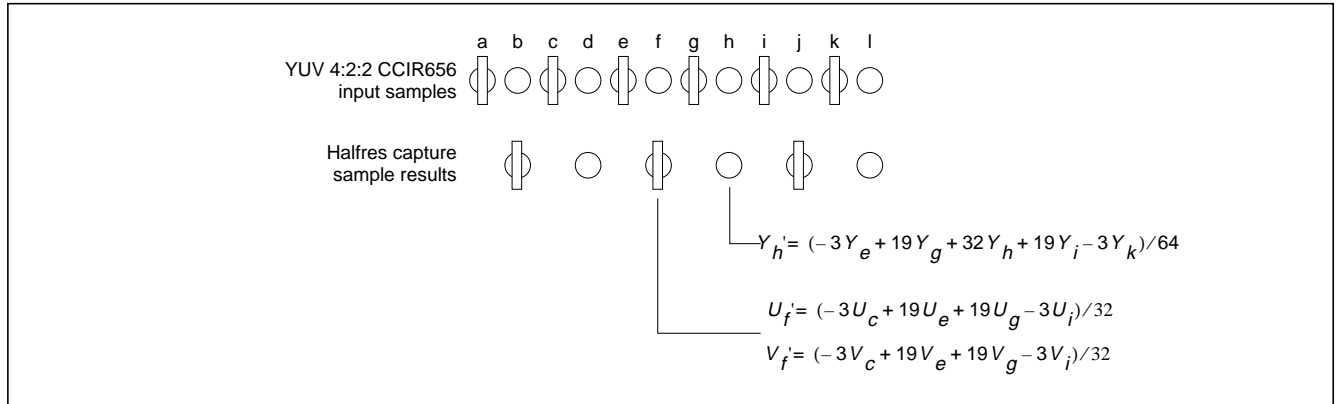 a b c d e f g h i j k l
YUV 4:2:2 CCIR656
input samples
Halfres capture
sample results
Y_h'= (– 3Y_e + 19Y_g + 32Y_h + 19Y_i – 3Y_k)/64
U_f'= (– 3U_c + 19U_e + 19U_g – 3U_i)/32
V_f'= (– 3V_c + 19V_e + 19V_g – 3V_i)/32